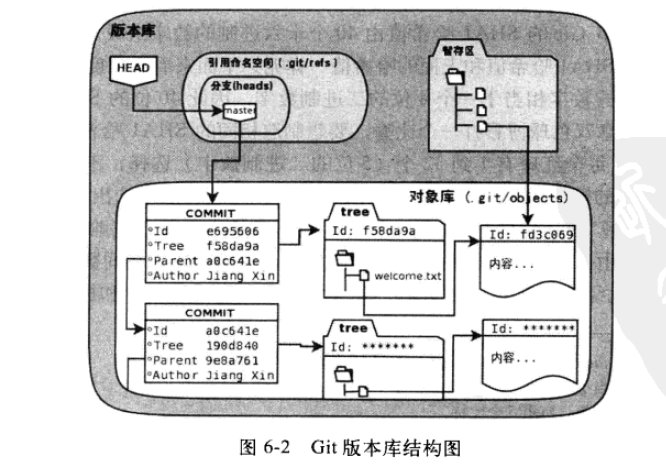 版本库
HEAD
引用命名空间(.git/refs)
分支(heads)
master
暂存区
对象库 (.git/objects)
COMMIT
Id e695606
Tree f58da9a
Parent a0c641e
Author Jiang Xin
tree
Id: f58da9a
welcome.txt
Id: fd3c069
内容...
COMMIT
Id a0c641e
Tree 190d840
Parent 9e8a761
Author Jiang Xin
tree
Id: *******
Id: *******
内容...
图 6-2 Git 版本库结构图